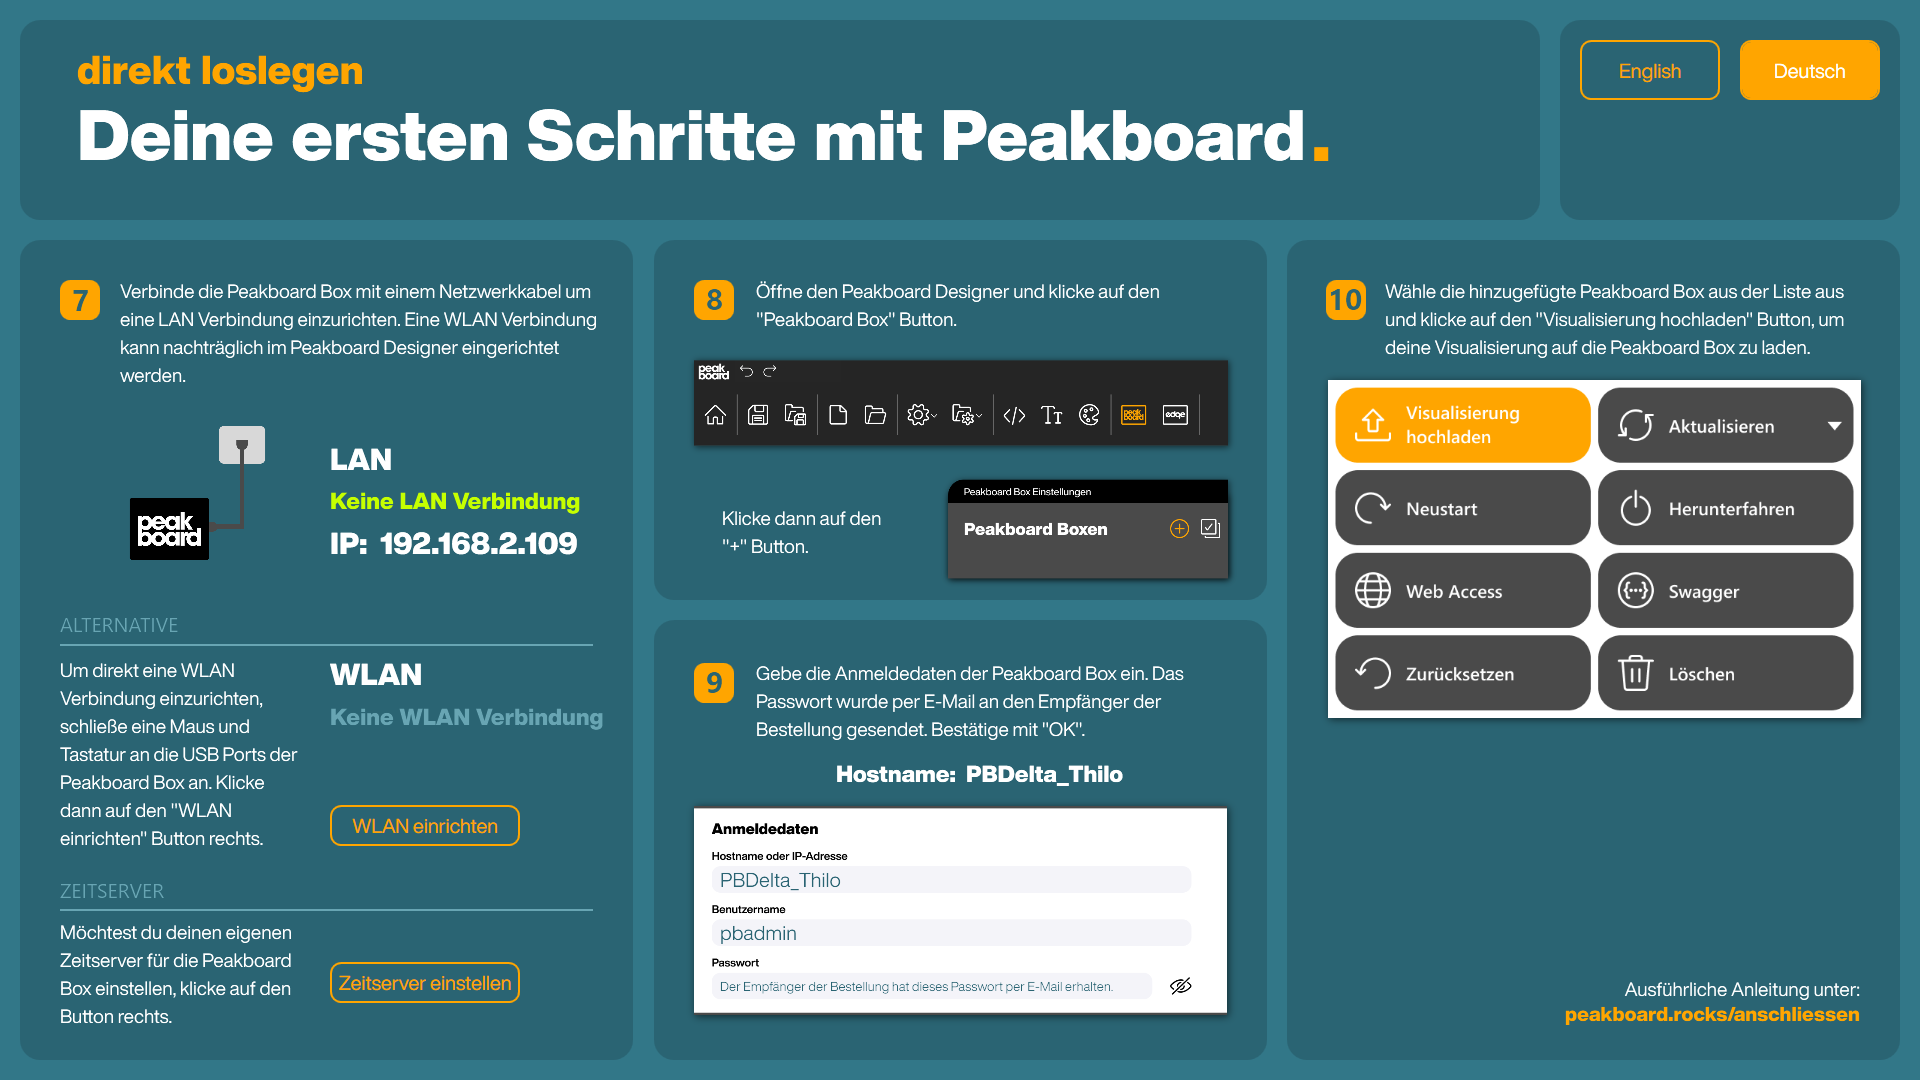 direkt loslegen
Deine ersten Schritte mit Peakboard.
English
Deutsch
7
Verbinde die Peakboard Box mit einem Netzwerkkabel um
eine LAN Verbindung einzurichten. Eine WLAN Verbindung
kann nachträglich im Peakboard Designer eingerichtet
werden.
peak
board
LAN
Keine LAN Verbindung
IP: 192.168.2.109
ALTERNATIVE
Um direkt eine WLAN
Verbindung einzurichten,
schließe eine Maus und
Tastatur an die USB Ports der
Peakboard Box an. Klicke
dann auf den "WLAN
einrichten" Button rechts.
WLAN
Keine WLAN Verbindung
WLAN einrichten
ZEITSERVER
Möchtest du deinen eigenen
Zeitserver für die Peakboard
Box einstellen, klicke auf den
Button rechts.
Zeitserver einstellen
8
Öffne den Peakboard Designer und klicke auf den
"Peakboard Box" Button.
peak
board
Tt
peak
board
edge
Klicke dann auf den
"+" Button.
Peakboard Box Einstellungen
Peakboard Boxen
9
Gebe die Anmeldedaten der Peakboard Box ein. Das
Passwort wurde per E-Mail an den Empfänger der
Bestellung gesendet. Bestätige mit "OK".
Hostname: PBDelta_Thilo
Anmeldedaten
Hostname oder IP-Adresse
PBDelta_Thilo
Benutzername
pbadmin
Passwort
Der Empfänger der Bestellung hat dieses Passwort per E-Mail erhalten.
10
Wähle die hinzugefügte Peakboard Box aus der Liste aus
und klicke auf den "Visualisierung hochladen" Button, um
deine Visualisierung auf die Peakboard Box zu laden.
Visualisierung
hochladen
Aktualisieren
Neustart
Herunterfahren
Web Access
Swagger
Zurücksetzen
Löschen
Ausführliche Anleitung unter:
peakboard.rocks/anschliessen